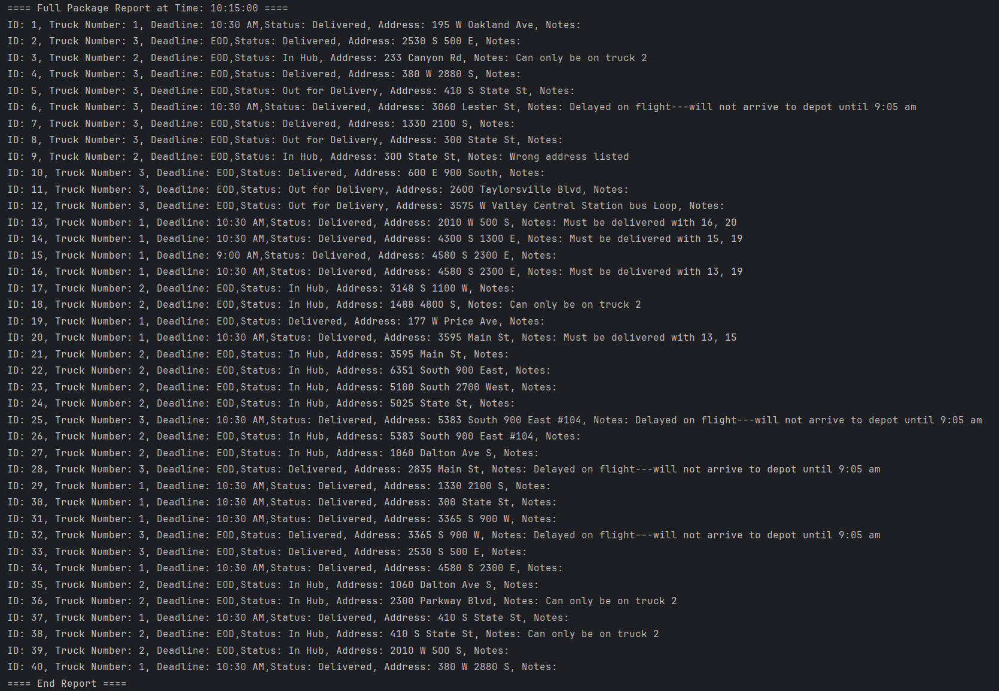 ==== Full Package Report at Time: 10:15:00 ====
ID: 1, Truck Number: 1, Deadline: 10:30 AM,Status: Delivered, Address: 195 W Oakland Ave, Notes:
ID: 2, Truck Number: 3, Deadline: EOD,Status: Delivered, Address: 2530 S 500 E, Notes:
ID: 3, Truck Number: 2, Deadline: EOD,Status: In Hub, Address: 233 Canyon Rd, Notes: Can only be on truck 2
ID: 4, Truck Number: 3, Deadline: EOD,Status: Delivered, Address: 380 W 2880 S, Notes:
ID: 5, Truck Number: 3, Deadline: EOD,Status: Out for Delivery, Address: 410 S State St, Notes:
ID: 6, Truck Number: 3, Deadline: 10:30 AM,Status: Delivered, Address: 3060 Lester St, Notes: Delayed on flight---will not arrive to depot until 9:05 am
ID: 7, Truck Number: 3, Deadline: EOD,Status: Delivered, Address: 1330 2100 S, Notes:
ID: 8, Truck Number: 3, Deadline: EOD,Status: Out for Delivery, Address: 300 State St, Notes:
ID: 9, Truck Number: 2, Deadline: EOD,Status: In Hub, Address: 300 State St, Notes: Wrong address listed
ID: 10, Truck Number: 3, Deadline: EOD,Status: Delivered, Address: 600 E 900 South, Notes:
ID: 11, Truck Number: 3, Deadline: EOD,Status: Out for Delivery, Address: 2600 Taylorsville Blvd, Notes:
ID: 12, Truck Number: 3, Deadline: EOD,Status: Out for Delivery, Address: 3575 W Valley Central Station bus Loop, Notes:
ID: 13, Truck Number: 1, Deadline: 10:30 AM,Status: Delivered, Address: 2010 W 500 S, Notes: Must be delivered with 16, 20
ID: 14, Truck Number: 1, Deadline: 10:30 AM,Status: Delivered, Address: 4300 S 1300 E, Notes: Must be delivered with 15, 19
ID: 15, Truck Number: 1, Deadline: 9:00 AM,Status: Delivered, Address: 4580 S 2300 E, Notes:
ID: 16, Truck Number: 1, Deadline: 10:30 AM,Status: Delivered, Address: 4580 S 2300 E, Notes: Must be delivered with 13, 19
ID: 17, Truck Number: 2, Deadline: EOD,Status: In Hub, Address: 3148 S 1100 W, Notes:
ID: 18, Truck Number: 2, Deadline: EOD,Status: In Hub, Address: 1488 4800 S, Notes: Can only be on truck 2
ID: 19, Truck Number: 1, Deadline: EOD,Status: Delivered, Address: 177 W Price Ave, Notes:
ID: 20, Truck Number: 1, Deadline: 10:30 AM,Status: Delivered, Address: 3595 Main St, Notes: Must be delivered with 13, 15
ID: 21, Truck Number: 2, Deadline: EOD,Status: In Hub, Address: 3595 Main St, Notes:
ID: 22, Truck Number: 2, Deadline: EOD,Status: In Hub, Address: 6351 South 900 East, Notes:
ID: 23, Truck Number: 2, Deadline: EOD,Status: In Hub, Address: 5100 South 2700 West, Notes:
ID: 24, Truck Number: 2, Deadline: EOD,Status: In Hub, Address: 5025 State St, Notes:
ID: 25, Truck Number: 3, Deadline: 10:30 AM,Status: Delivered, Address: 5383 South 900 East #104, Notes: Delayed on flight---will not arrive to depot until 9:05 am
ID: 26, Truck Number: 2, Deadline: EOD,Status: In Hub, Address: 5383 South 900 East #104, Notes:
ID: 27, Truck Number: 2, Deadline: EOD,Status: In Hub, Address: 1060 Dalton Ave S, Notes:
ID: 28, Truck Number: 3, Deadline: EOD,Status: Delivered, Address: 2835 Main St, Notes: Delayed on flight---will not arrive to depot until 9:05 am
ID: 29, Truck Number: 1, Deadline: 10:30 AM,Status: Delivered, Address: 1330 2100 S, Notes:
ID: 30, Truck Number: 1, Deadline: 10:30 AM,Status: Delivered, Address: 300 State St, Notes:
ID: 31, Truck Number: 1, Deadline: 10:30 AM,Status: Delivered, Address: 3365 S 900 W, Notes:
ID: 32, Truck Number: 3, Deadline: EOD,Status: Delivered, Address: 3365 S 900 W, Notes: Delayed on flight---will not arrive to depot until 9:05 am
ID: 33, Truck Number: 3, Deadline: EOD,Status: Delivered, Address: 2530 S 500 E, Notes:
ID: 34, Truck Number: 1, Deadline: 10:30 AM,Status: Delivered, Address: 4580 S 2300 E, Notes:
ID: 35, Truck Number: 2, Deadline: EOD,Status: In Hub, Address: 1060 Dalton Ave S, Notes:
ID: 36, Truck Number: 2, Deadline: EOD,Status: In Hub, Address: 2300 Parkway Blvd, Notes: Can only be on truck 2
ID: 37, Truck Number: 1, Deadline: 10:30 AM,Status: Delivered, Address: 410 S State St, Notes:
ID: 38, Truck Number: 2, Deadline: EOD,Status: In Hub, Address: 410 S State St, Notes: Can only be on truck 2
ID: 39, Truck Number: 2, Deadline: EOD,Status: In Hub, Address: 2010 W 500 S, Notes:
ID: 40, Truck Number: 1, Deadline: 10:30 AM,Status: Delivered, Address: 380 W 2880 S, Notes:
==== End Report ====